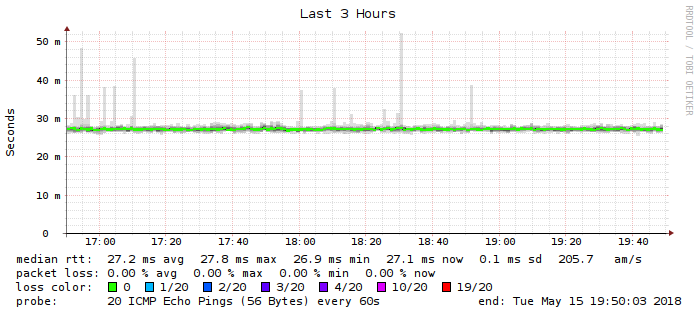 Last 3 Hours
RRDTOOL / TOBI OETIKER
Seconds
50 m
40 m
30 m
20 m
10 m
0
17:00 17:20 17:40 18:00 18:20 18:40 19:00 19:20 19:40
median rtt: 27.2 ms avg 27.8 ms max 26.9 ms min 27.1 ms now 0.1 ms sd 205.7 am/s
packet loss: 0.00 % avg 0.00 % max 0.00 % min 0.00 % now
loss color: 0 1/20 2/20 3/20 4/20 10/20 19/20
probe: 20 ICMP Echo Pings (56 Bytes) every 60s end: Tue May 15 19:50:03 2018